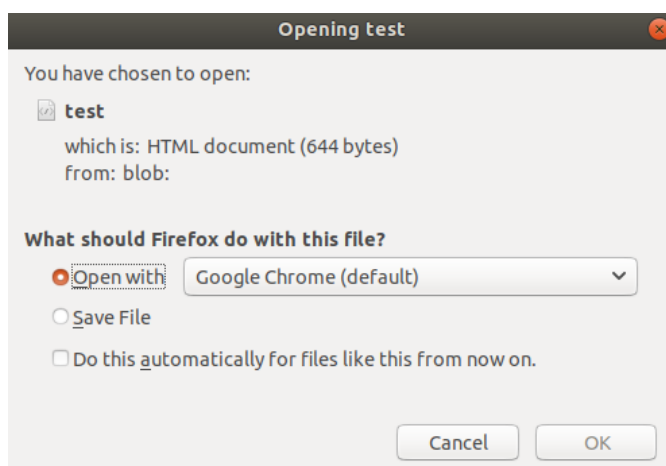 Opening test
You have chosen to open:
test
which is: HTML document (644 bytes)
from: blob:
What should Firefox do with this file?
Open with Google Chrome (default)
Save File
Do this automatically for files like this from now on.
Cancel OK